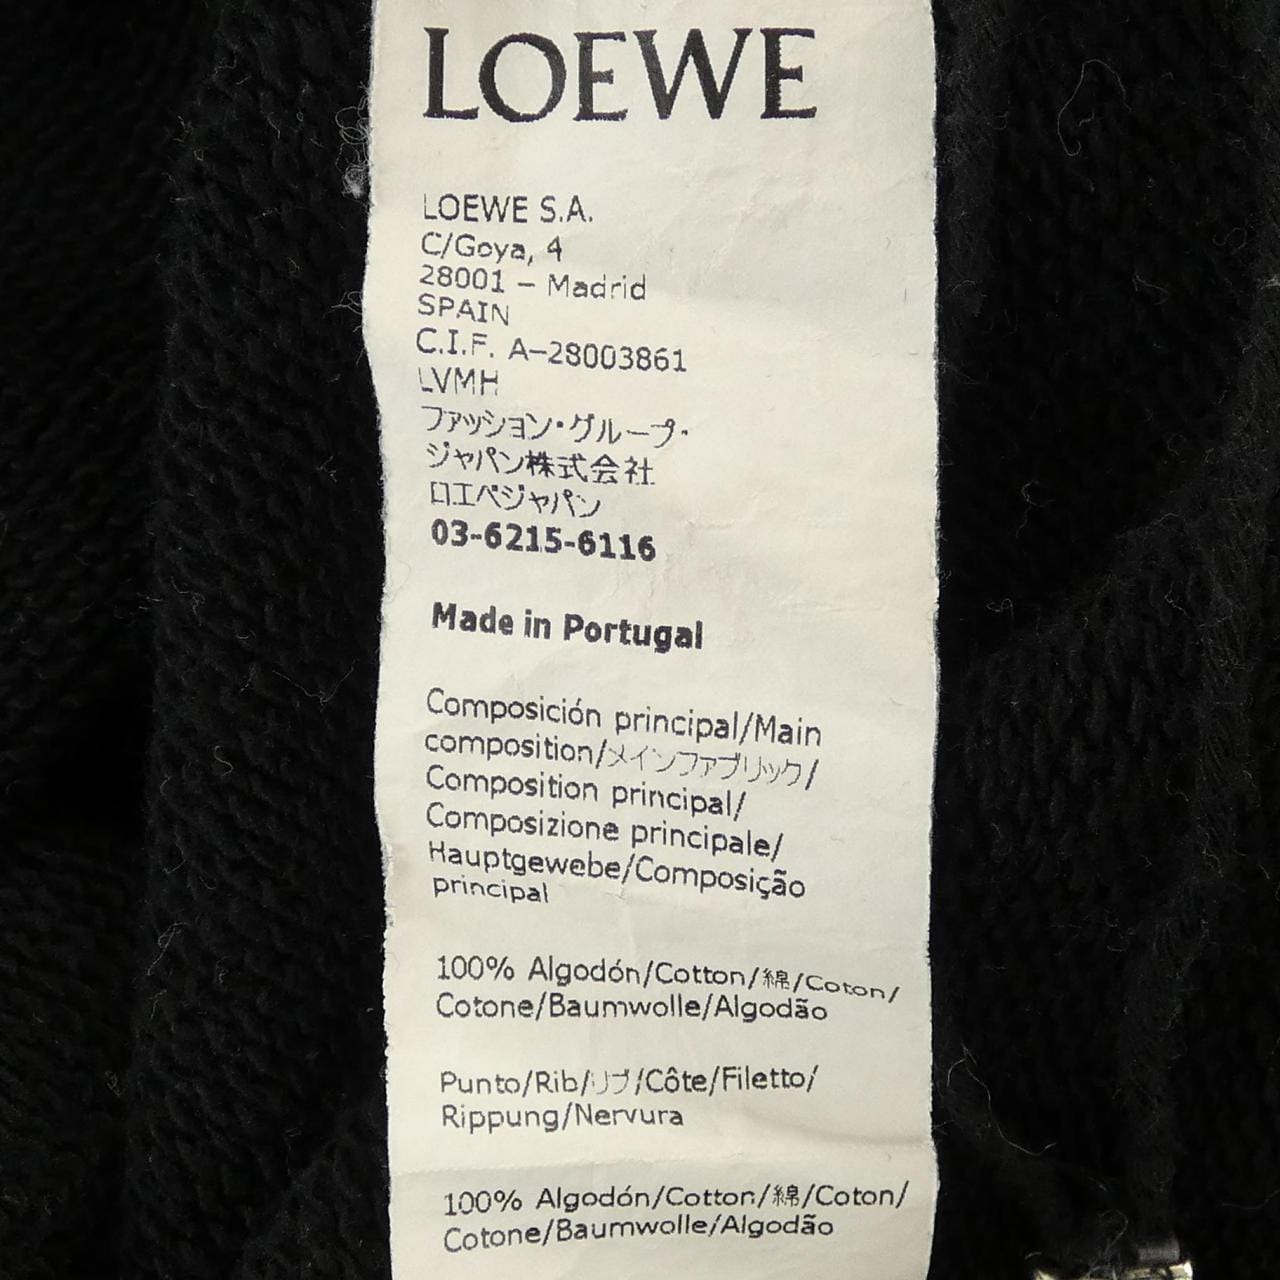 LOEWE
LOEWE S.A.
C/Goya, 4
28001 – Madrid
SPAIN
C.I.F. A–28003861
LVMH
ファッション・グループ・
ジャパン株式会社
ロエベジャパン
03-6215-6116
Made in Portugal
Composición principal/Main
composition/メインファブリック/
Composition principal/
Composizione principale/
Hauptgewebe/Composição
principal
100% Algodón/Cotton/綿/Coton/
Cotone/Baumwolle/Algodão
Punto/Rib/リブ/Côte/Filetto/
Rippung/Nervura
100% Algodón/Cotton/綿/Coton/
Cotone/Baumwolle/Algodão